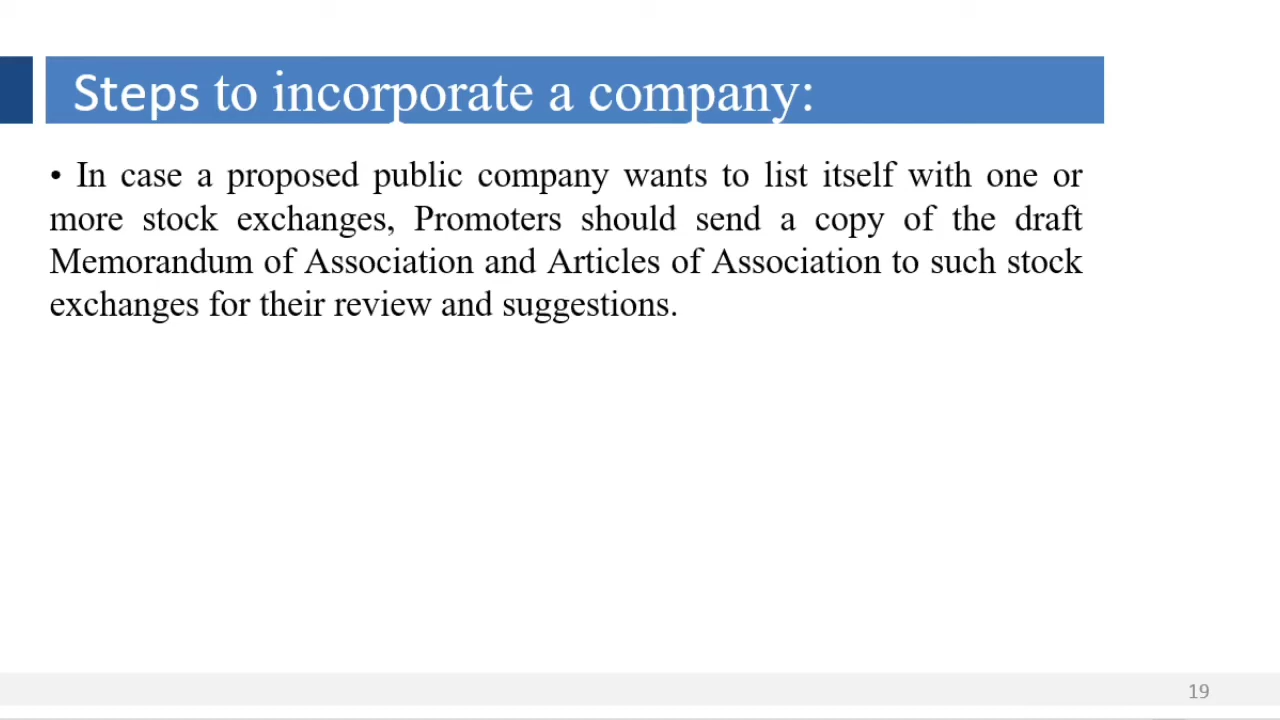 Steps to incorporate a company:
• In case a proposed public company wants to list itself with one or
more stock exchanges, Promoters should send a copy of the draft
Memorandum of Association and Articles of Association to such stock
exchanges for their review and suggestions.
19